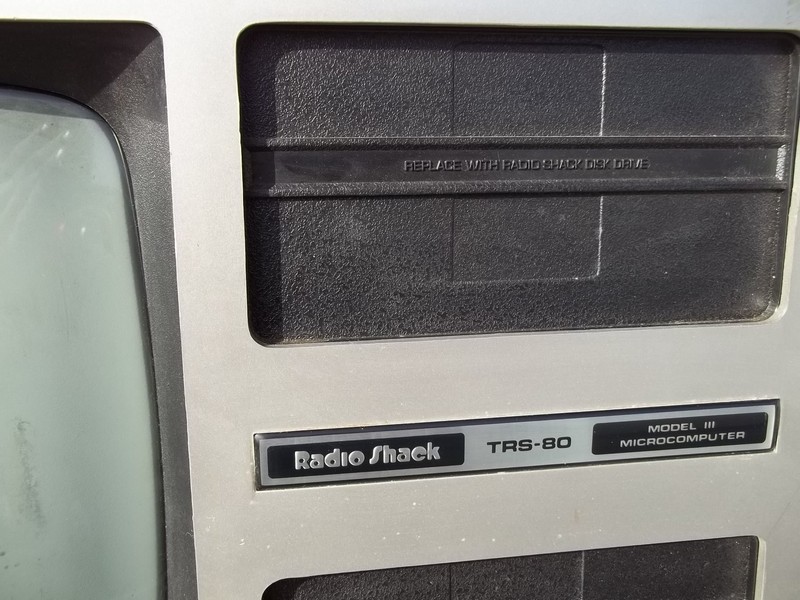 REPLACE WITH RADIO SHACK DISK DRIVE
Radio Shack TRS-80 MODEL III
MICROCOMPUTER